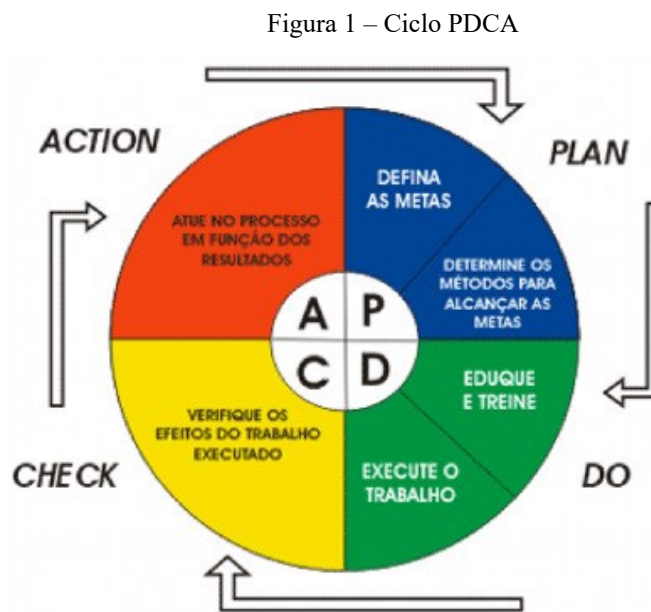 Figura 1 – Ciclo PDCA
ACTION
PLAN
DEFINA
AS METAS
ATUE NO PROCESSO
EM FUNÇÃO DOS
RESULTADOS
DETERMINE OS
MÉTODOS PARA
ALCANÇAR AS
METAS
A P
C D
EDUQUE
E TREINE
VERIFIQUE OS
EFEITOS DO TRABALHO
EXECUTADO
EXECUTE O
TRABALHO
CHECK
DO